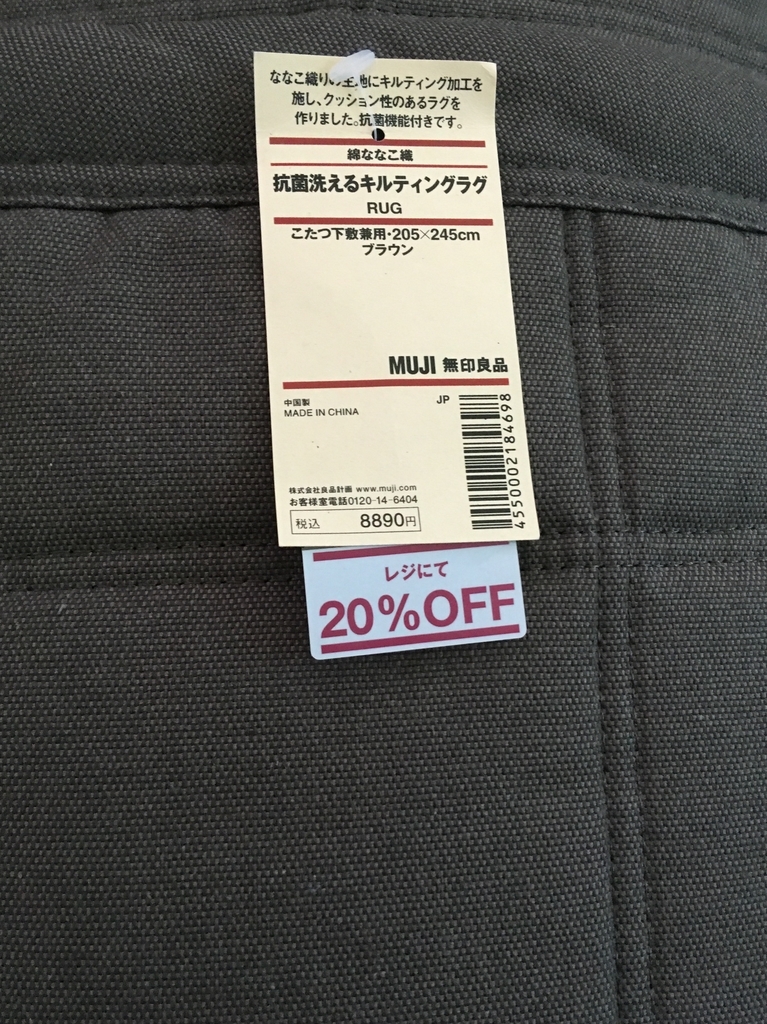 ななこ織りの生地にキルティング加工を
施し、クッション性のあるラグを
作りました。抗菌機能付きです。
綿ななこ織
抗菌洗えるキルティングラグ
RUG
こたつ下敷兼用・205×245cm
ブラウン
MUJI 無印良品
中国製
MADE IN CHINA
JP
4550002184698
株式会社良品計画 www.muji.com
お客様室電話0120-14-6404
税込 8890円
レジにて
20%OFF